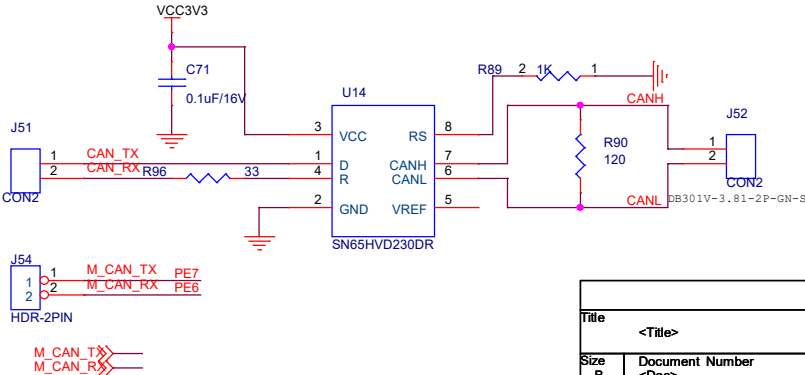 VCC3V3
C71
0.1uF/16V
U14
R89 2 1K 1
CANH
J51
J52
3 VCC RS 8
1 CAN_TX 1 D CANH 7 R90 1
2 CAN_RX R96 33 4 R CANL 6 120 2
CON2
CON2
2 GND VREF 5
CANL DB301V-3.81-2P-GN-S
SN65HVD230DR
J54
1 1 M_CAN_TX PE7
2 2 M_CAN_RX PE6
HDR-2PIN
M_CAN_TX
M_CAN_RX
Title
<Title>
Size Document Number
B <Doc>